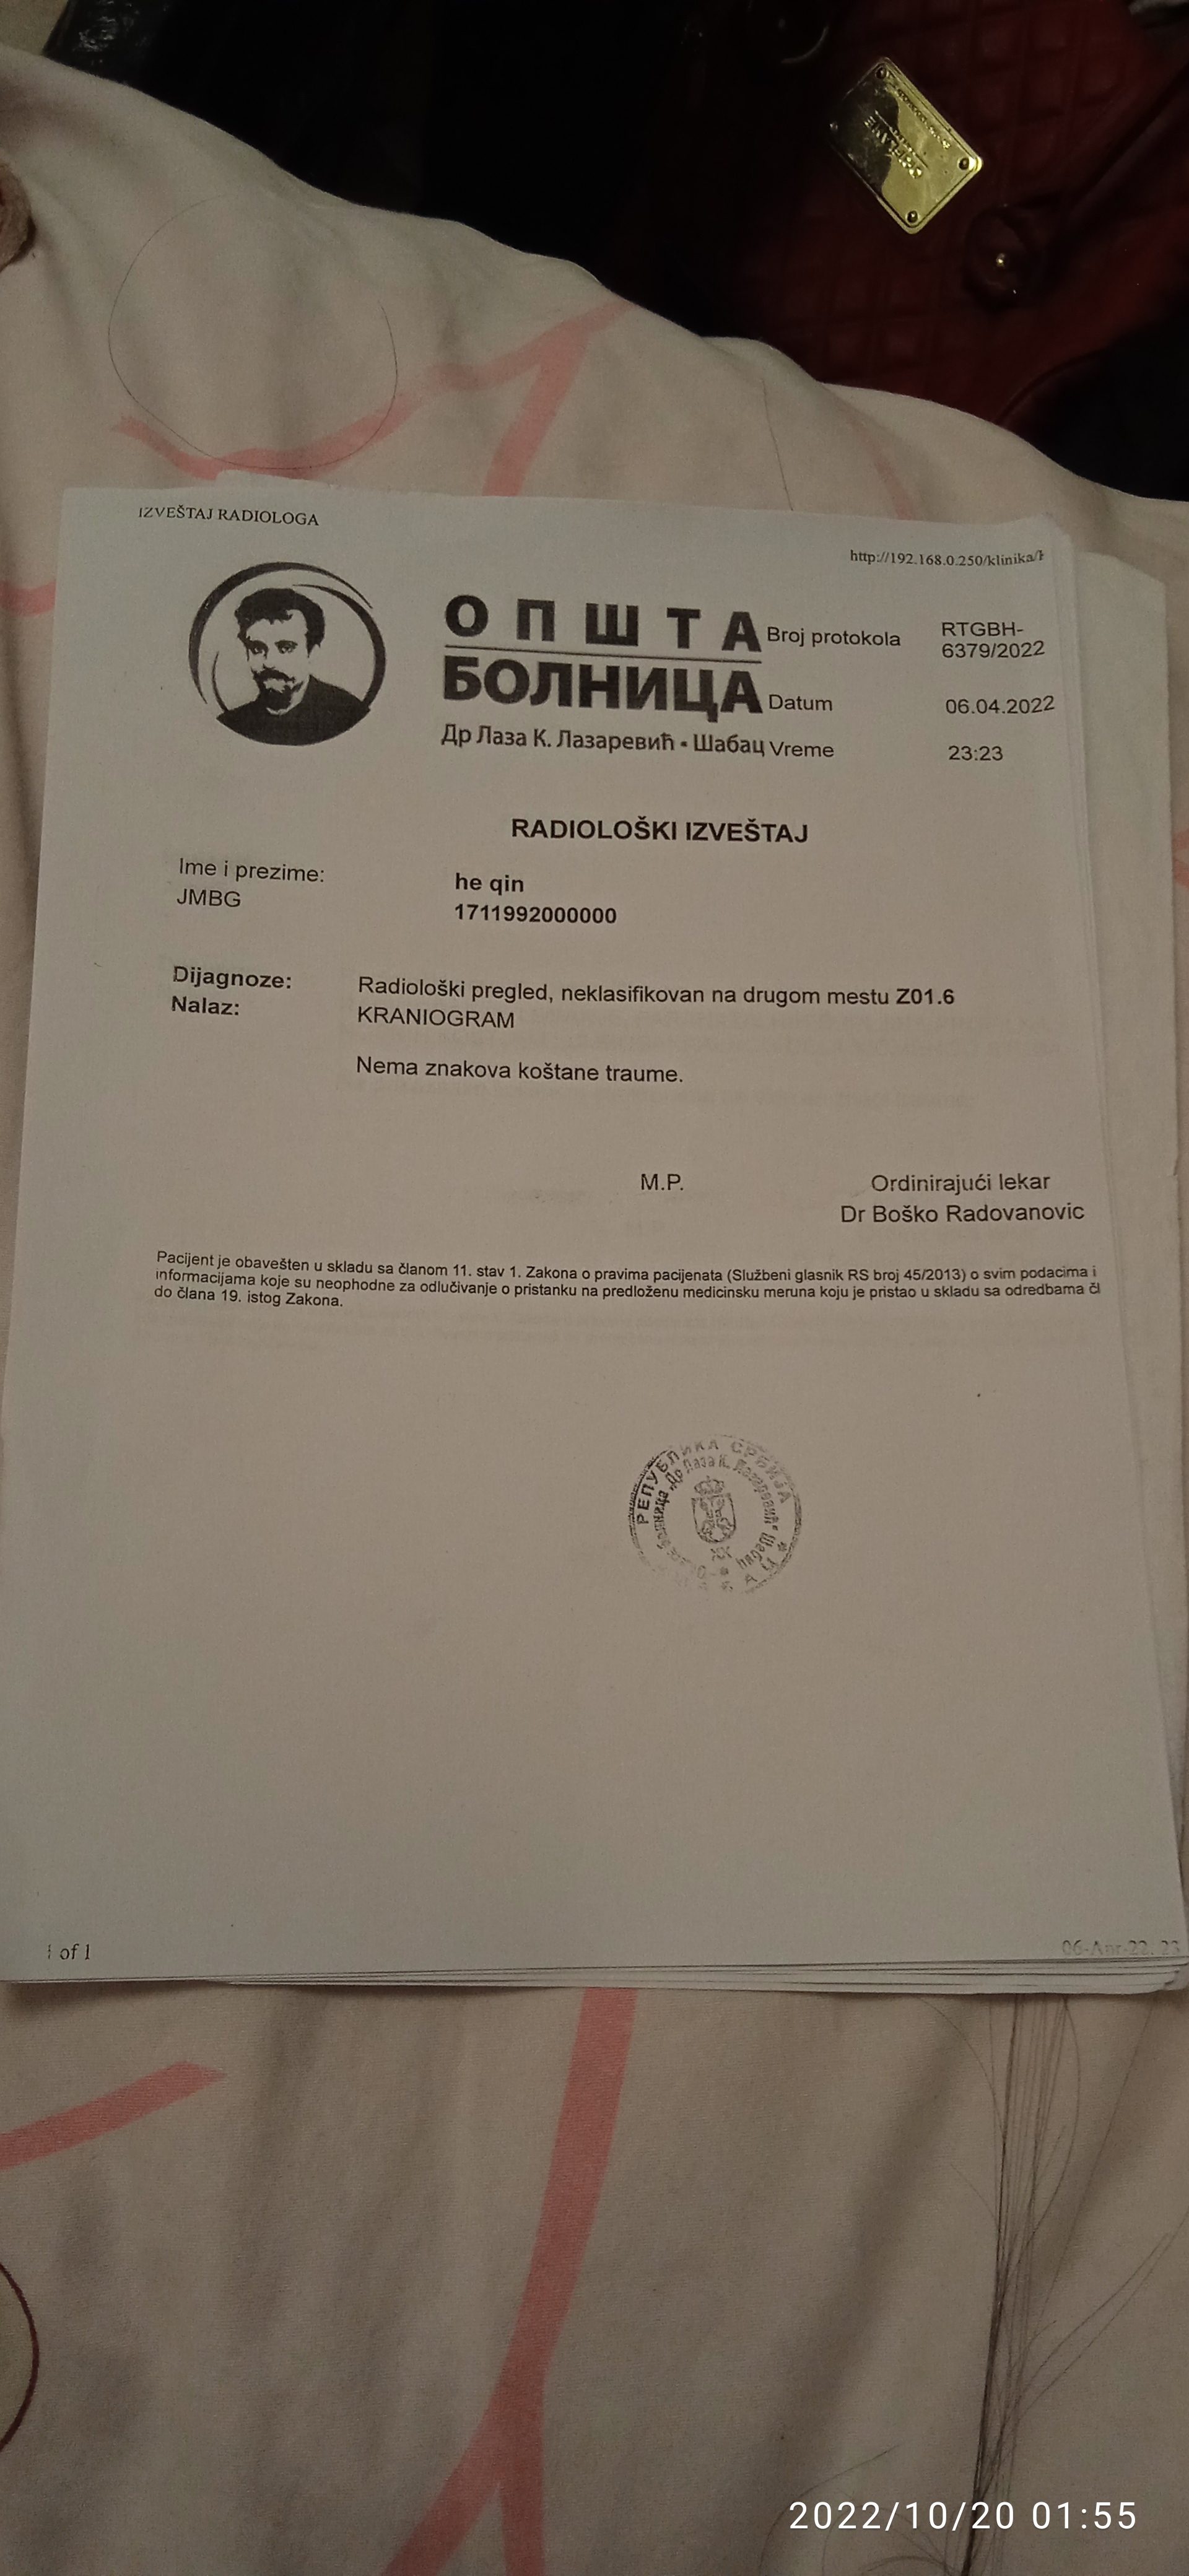 IZVEŠTAJ RADIOLOGA
http://192.168.0.250/klinika/
ОПШТА
БОЛНИЦА
Др Лаза К. Лазаревић • Шабац
Broj protokola RTGBH-
6379/2022
Datum 06.04.2022
Vreme 23:23
RADIOLOŠKI IZVEŠTAJ
Ime i prezime: he qin
JMBG 1711992000000
Dijagnoze: Radiološki pregled, neklasifikovan na drugom mestu Z01.6
Nalaz: KRANIOGRAM
Nema znakova koštane traume.
M.P. Ordinirajući lekar
Dr Boško Radovanovic
Pacijent je obavešten u skladu sa članom 11. stav 1. Zakona o pravima pacijenata (Službeni glasnik RS broj 45/2013) o svim podacima i
informacijama koje su neophodne za odlučivanje o pristanku na predloženu medicinsku meruna koju je pristao u skladu sa odredbama čl
do člana 19. istog Zakona.
РЕПУБЛИКА СРБИЈА
болница „Др Лаза К. Лазаревић“ Шабац
1 of 1
06-Apr-22, 23
2022/10/20 01:55